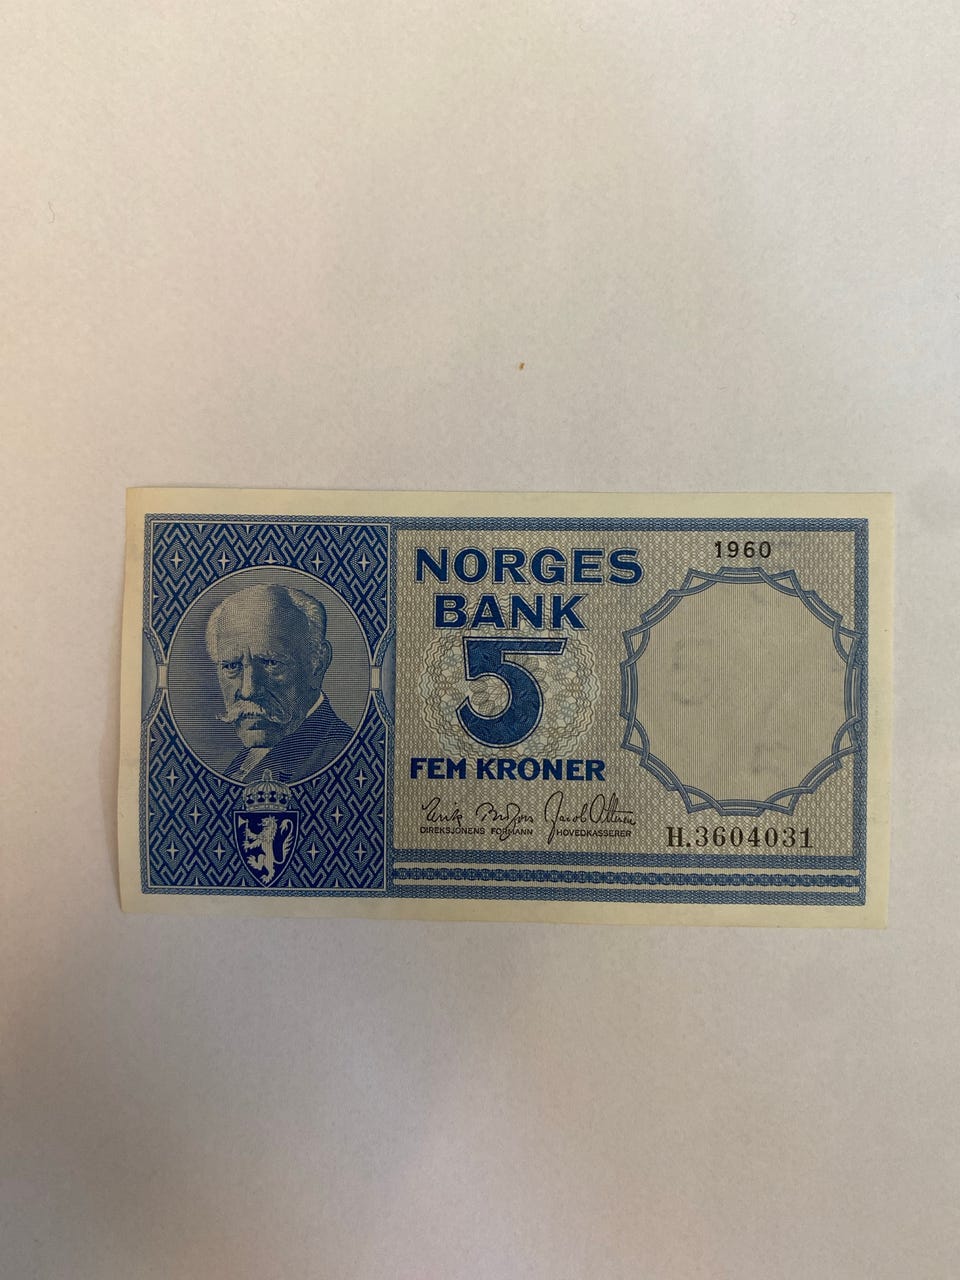 1960
NORGES
BANK
5
FEM KRONER
DIREKSJONENS FORMANN
HOVEDKASSERER
H.3604031